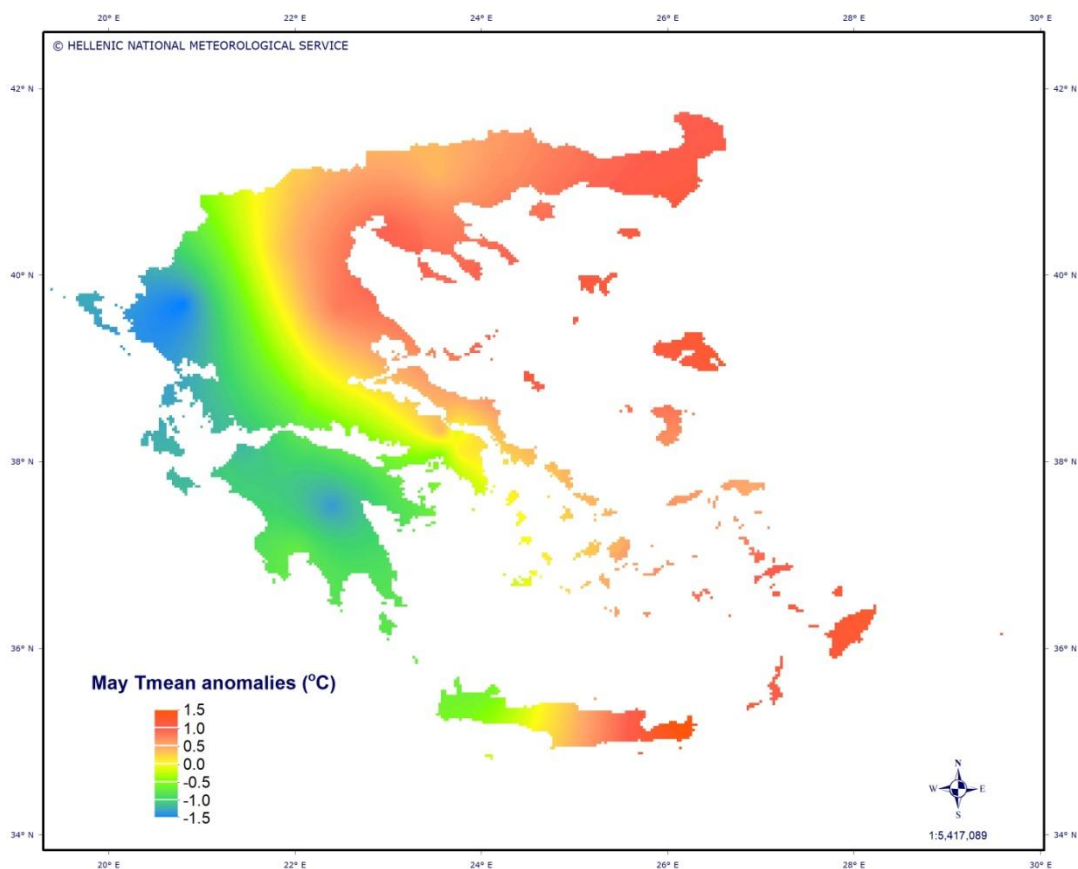 20° E 22° E 24° E 26° E 28° E 30° E
© HELLENIC NATIONAL METEOROLOGICAL SERVICE
42° N 42° N
40° N 40° N
38° N 38° N
36° N 36° N
May Tmean anomalies (°C)
1.5
1.0
0.5
0.0
-0.5
-1.0
-1.5
N
W E
S
1:5,417,089
34° N 34° N
20° E 22° E 24° E 26° E 28° E 30° E